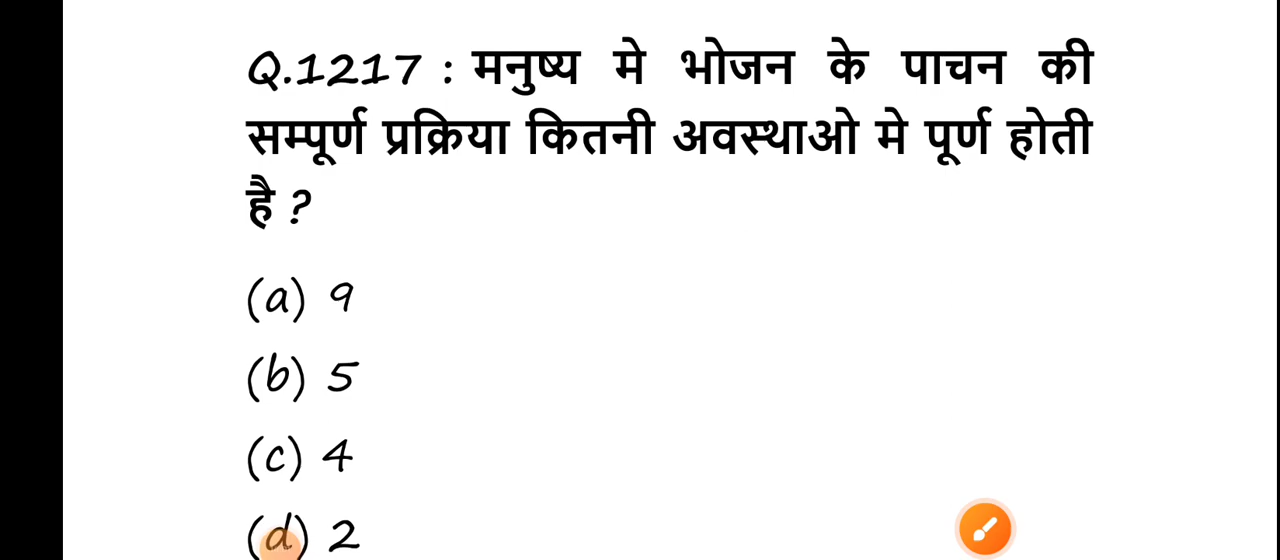 Q.1217 : मनुष्य मे भोजन के पाचन की
सम्पूर्ण प्रक्रिया कितनी अवस्थाओ मे पूर्ण होती
है ?
(a) 9
(b) 5
(c) 4
(d) 2